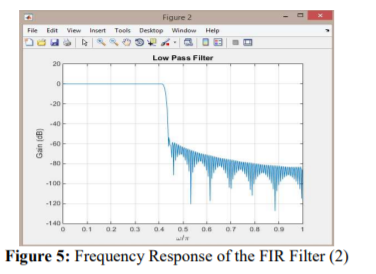 Figure 2
File Edit View Insert Tools Desktop Window Help
Low Pass Filter
20
0
-20
-40
-60
-80
-100
-120
-140
Gain (dB)
0 0.1 0.2 0.3 0.4 0.5 0.6 0.7 0.8 0.9 1
ω/π
Figure 5: Frequency Response of the FIR Filter (2)